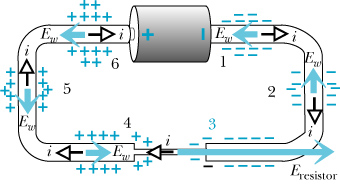 E_w i + − E_w i
6 1
i E_w
5 2
E_w i
4 i 3
i E_w E_resistor